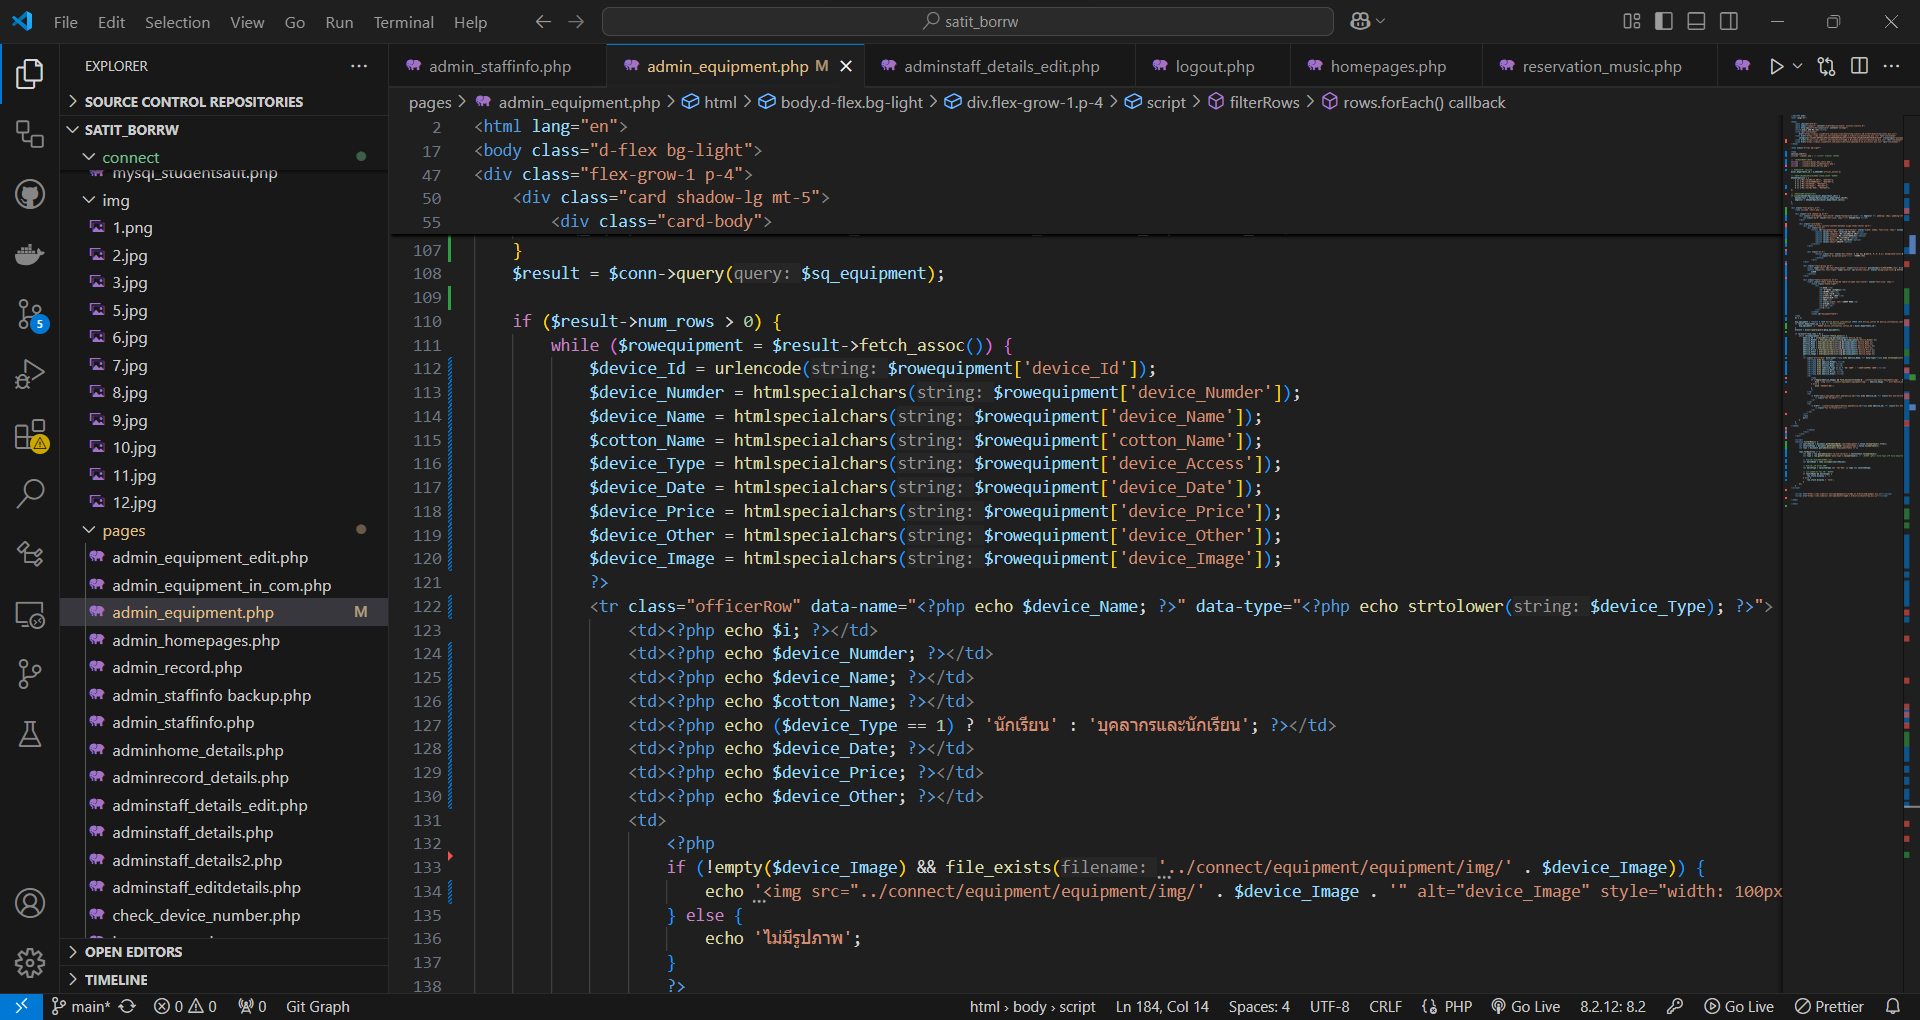 File Edit Selection View Go Run Terminal Help
satit_borrw
EXPLORER
SOURCE CONTROL REPOSITORIES
SATIT_BORRW
connect
mysql_studentsatit.php
img
1.png
2.jpg
3.jpg
5.jpg
6.jpg
7.jpg
8.jpg
9.jpg
10.jpg
11.jpg
12.jpg
pages
admin_equipment_edit.php
admin_equipment_in_com.php
admin_equipment.php M
admin_homepages.php
admin_record.php
admin_staffinfo backup.php
admin_staffinfo.php
adminhome_details.php
adminrecord_details.php
adminstaff_details_edit.php
adminstaff_details.php
adminstaff_details2.php
adminstaff_editdetails.php
check_device_number.php
OPEN EDITORS
TIMELINE
5
admin_staffinfo.php admin_equipment.php M adminstaff_details_edit.php logout.php homepages.php reservation_music.php
pages > admin_equipment.php > html > body.d-flex.bg-light > div.flex-grow-1.p-4 > script > filterRows > rows.forEach() callback
2 <html lang="en">
17 <body class="d-flex bg-light">
47 <div class="flex-grow-1 p-4">
50 <div class="card shadow-lg mt-5">
55 <div class="card-body">
107 }
108 $result = $conn->query(query: $sq_equipment);
109
110 if ($result->num_rows > 0) {
111 while ($rowequipment = $result->fetch_assoc()) {
112 $device_Id = urlencode(string: $rowequipment['device_Id']);
113 $device_Numder = htmlspecialchars(string: $rowequipment['device_Numder']);
114 $device_Name = htmlspecialchars(string: $rowequipment['device_Name']);
115 $cotton_Name = htmlspecialchars(string: $rowequipment['cotton_Name']);
116 $device_Type = htmlspecialchars(string: $rowequipment['device_Access']);
117 $device_Date = htmlspecialchars(string: $rowequipment['device_Date']);
118 $device_Price = htmlspecialchars(string: $rowequipment['device_Price']);
119 $device_Other = htmlspecialchars(string: $rowequipment['device_Other']);
120 $device_Image = htmlspecialchars(string: $rowequipment['device_Image']);
121 ?>
122 <tr class="officerRow" data-name="<?php echo $device_Name; ?>" data-type="<?php echo strtolower(string: $device_Type); ?>">
123 <td><?php echo $i; ?></td>
124 <td><?php echo $device_Numder; ?></td>
125 <td><?php echo $device_Name; ?></td>
126 <td><?php echo $cotton_Name; ?></td>
127 <td><?php echo ($device_Type == 1) ? 'นักเรียน' : 'บุคลากรและนักเรียน'; ?></td>
128 <td><?php echo $device_Date; ?></td>
129 <td><?php echo $device_Price; ?></td>
130 <td><?php echo $device_Other; ?></td>
131 <td>
132 <?php
133 if (!empty($device_Image) && file_exists(filename: '../connect/equipment/equipment/img/' . $device_Image)) {
134 echo '<img src="../connect/equipment/equipment/img/' . $device_Image . '" alt="device_Image" style="width: 100px
135 } else {
136 echo 'ไม่มีรูปภาพ';
137 }
138 ?>
main* 0 0 0 Git Graph html > body > script Ln 184, Col 14 Spaces: 4 UTF-8 CRLF {} PHP Go Live 8.2.12: 8.2 Go Live Prettier